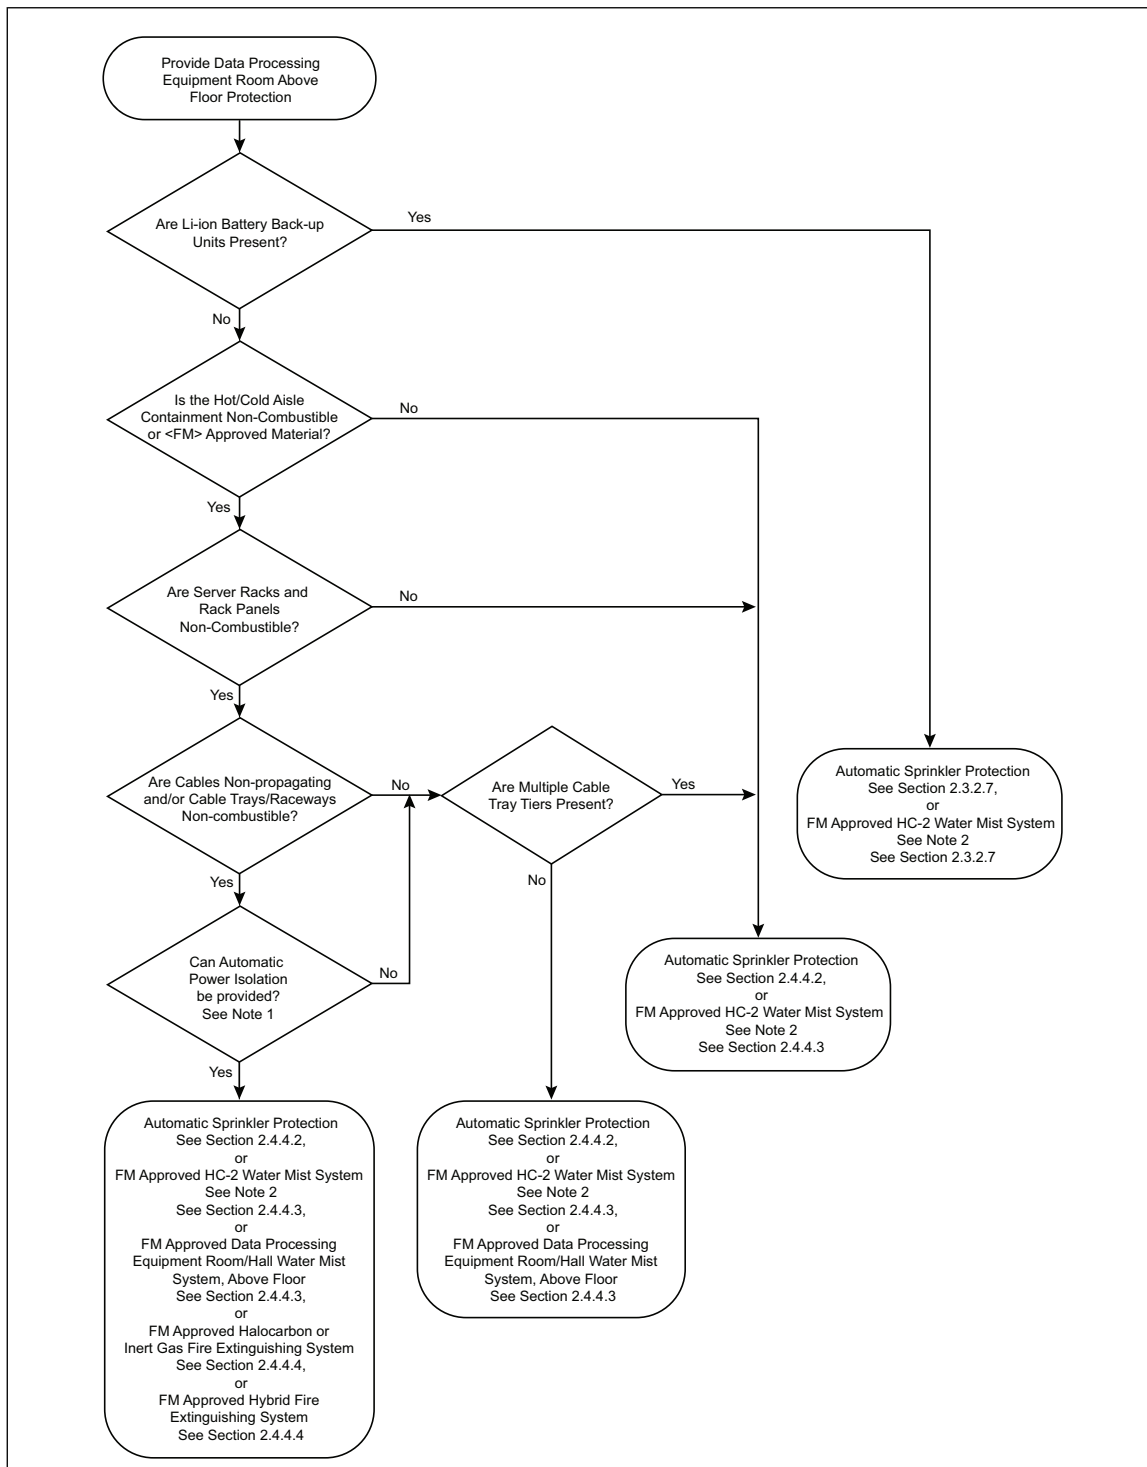 Provide Data Processing
Equipment Room Above
Floor Protection
Are Li-ion Battery Back-up
Units Present?
Yes
No
Is the Hot/Cold Aisle
Containment Non-Combustible
or <FM> Approved Material?
No
Yes
Are Server Racks and
Rack Panels
Non-Combustible?
No
Yes
Are Cables Non-propagating
and/or Cable Trays/Raceways
Non-combustible?
No
Are Multiple Cable
Tray Tiers Present?
Yes
Automatic Sprinkler Protection
See Section 2.3.2.7,
or
FM Approved HC-2 Water Mist System
See Note 2
See Section 2.3.2.7
Yes
No
Can Automatic
Power Isolation
be provided?
See Note 1
No
Automatic Sprinkler Protection
See Section 2.4.4.2,
or
FM Approved HC-2 Water Mist System
See Note 2
See Section 2.4.4.3
Yes
Automatic Sprinkler Protection
See Section 2.4.4.2,
or
FM Approved HC-2 Water Mist System
See Note 2
See Section 2.4.4.3,
or
FM Approved Data Processing
Equipment Room/Hall Water Mist
System, Above Floor
See Section 2.4.4.3,
or
FM Approved Halocarbon or
Inert Gas Fire Extinguishing System
See Section 2.4.4.4,
or
FM Approved Hybrid Fire
Extinguishing System
See Section 2.4.4.4
Automatic Sprinkler Protection
See Section 2.4.4.2,
or
FM Approved HC-2 Water Mist System
See Note 2
See Section 2.4.4.3,
or
FM Approved Data Processing
Equipment Room/Hall Water Mist
System, Above Floor
See Section 2.4.4.3